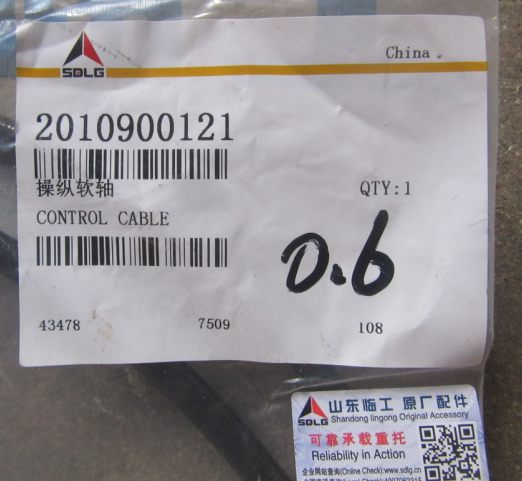 SDLG
China
2010900121
操纵软轴
QTY:1
CONTROL CABLE
0.6
43478 7509 108
SDLG
山东临工 原厂配件
Shandong lingong Original Accessory
可靠承载重托
Reliability in Action
企业网站查询(Online Check):www.sdlg.cn